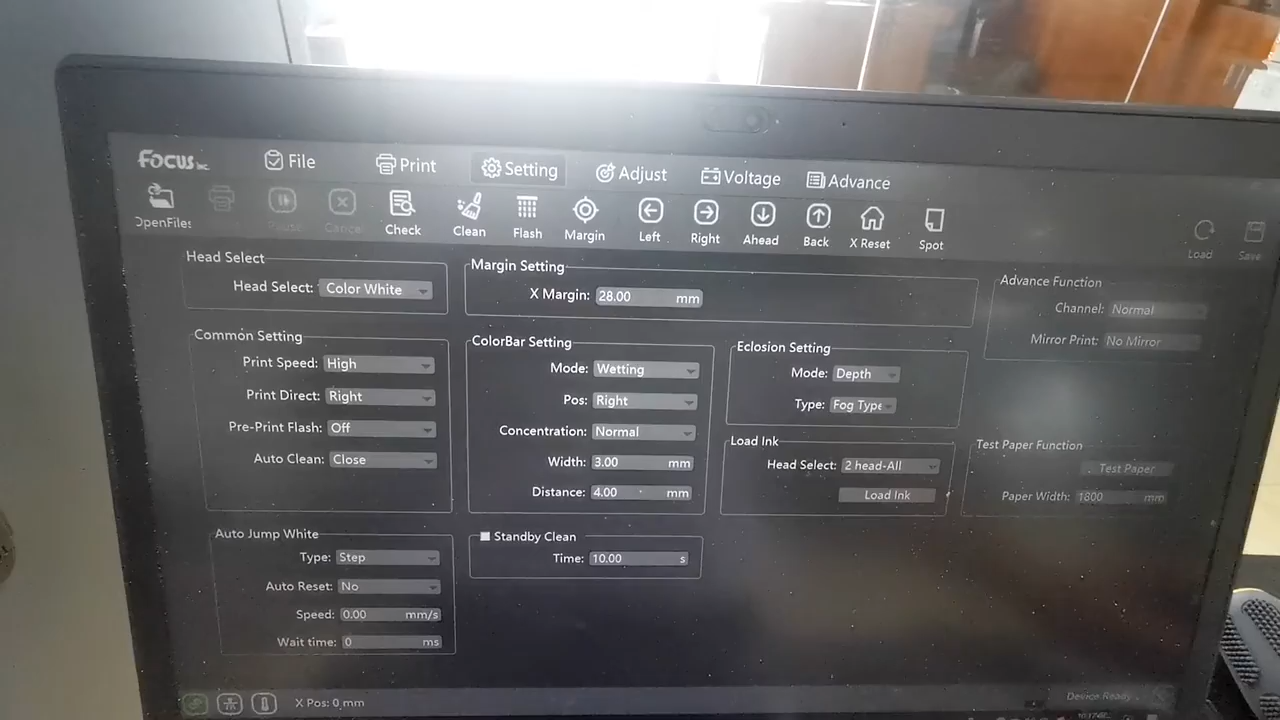 Focus inc.
File
Print
Setting
Adjust
Voltage
Advance
OpenFiles
Pause
Cancel
Check
Clean
Flash
Margin
Left
Right
Ahead
Back
X Reset
Spot
Load
Save
Head Select
Head Select: Color White
Margin Setting
X Margin: 28.00 mm
Advance Function
Channel: Normal
Mirror Print: No Mirror
Common Setting
Print Speed: High
Print Direct: Right
Pre-Print Flash: Off
Auto Clean: Close
ColorBar Setting
Mode: Wetting
Pos: Right
Concentration: Normal
Width: 3.00 mm
Distance: 4.00 mm
Eclosion Setting
Mode: Depth
Type: Fog Type
Load Ink
Head Select: 2 head-All
Load Ink
Test Paper Function
Test Paper
Paper Width: 1800 mm
Auto Jump White
Type: Step
Auto Reset: No
Speed: 0.00 mm/s
Wait time: 0 ms
Standby Clean
Time: 10.00 s
X Pos: 0 mm
Device Ready